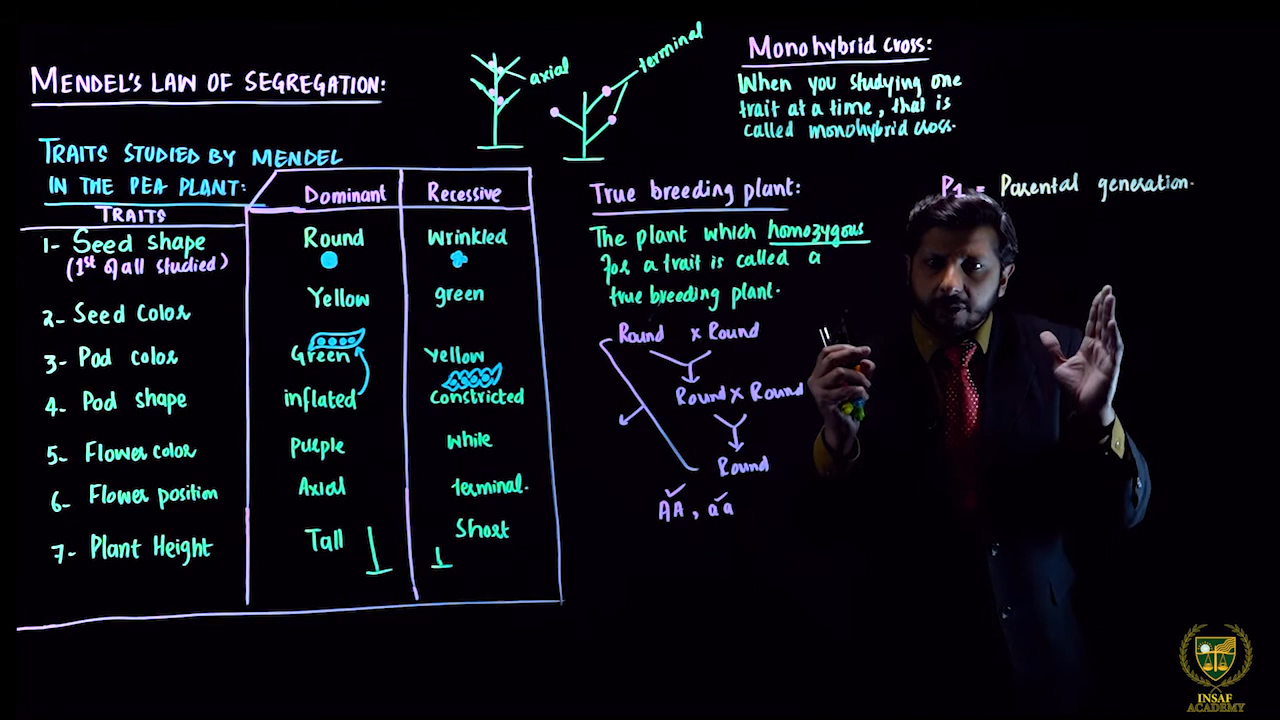 MENDEL'S LAW OF SEGREGATION:
axial
terminal
Monohybrid cross:
When you studying one
trait at a time, that is
called monohybrid cross.
TRAITS STUDIED BY MENDEL
IN THE PEA PLANT:
TRAITS
Dominant
Recessive
1- Seed shape
(1st of all studied)
Round
Wrinkled
2- Seed Color
Yellow
green
3- Pod color
Green
Yellow
4- Pod shape
inflated
Constricted
5- Flower color
Purple
while
6- Flower position
Axial
terminal.
7- Plant Height
Tall
Short
True breeding plant:
The plant which homozygous
for a trait is called a
true breeding plant.
Round x Round
Round x Round
Round
AA, aa
P1 = Parental generation.
INSAF
ACADEMY